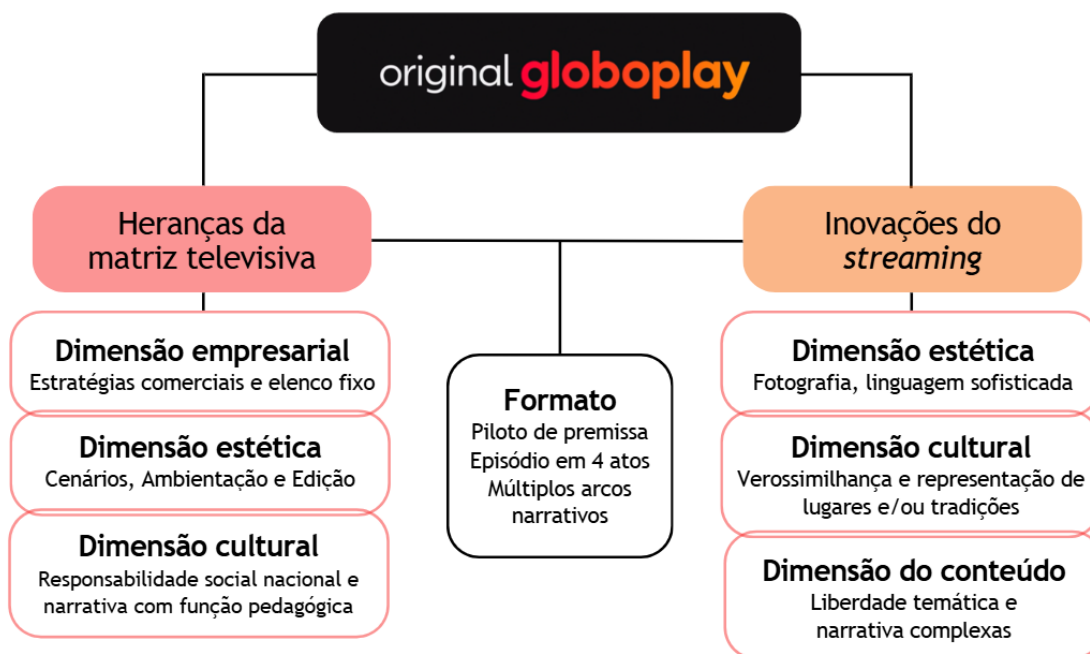 original globoplay
Heranças da
matriz televisiva
Dimensão empresarial
Estratégias comerciais e elenco fixo
Dimensão estética
Cenários, Ambientação e Edição
Dimensão cultural
Responsabilidade social nacional e
narrativa com função pedagógica
Formato
Piloto de premissa
Episódio em 4 atos
Múltiplos arcos
narrativos
Inovações do
streaming
Dimensão estética
Fotografia, linguagem sofisticada
Dimensão cultural
Verossimilhança e representação de
lugares e/ou tradições
Dimensão do conteúdo
Liberdade temática e
narrativa complexas